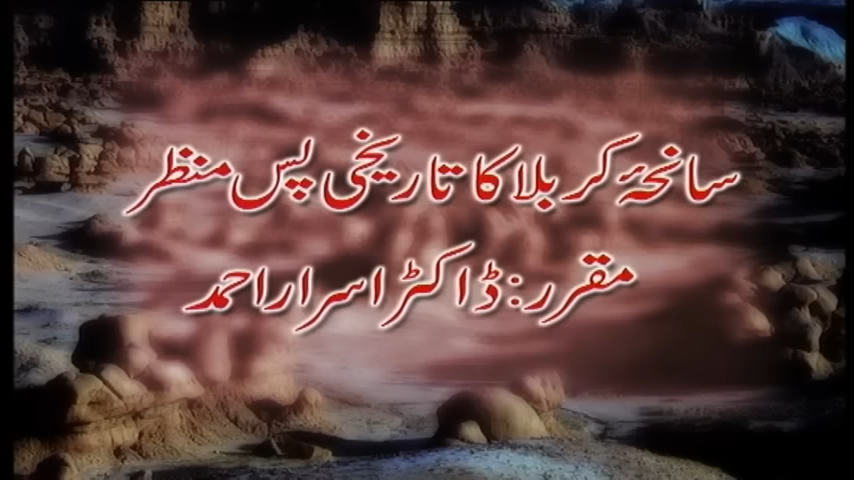 سانحۂ کربلا کا تاریخی پس منظر
مقرر: ڈاکٹر اسرار احمد